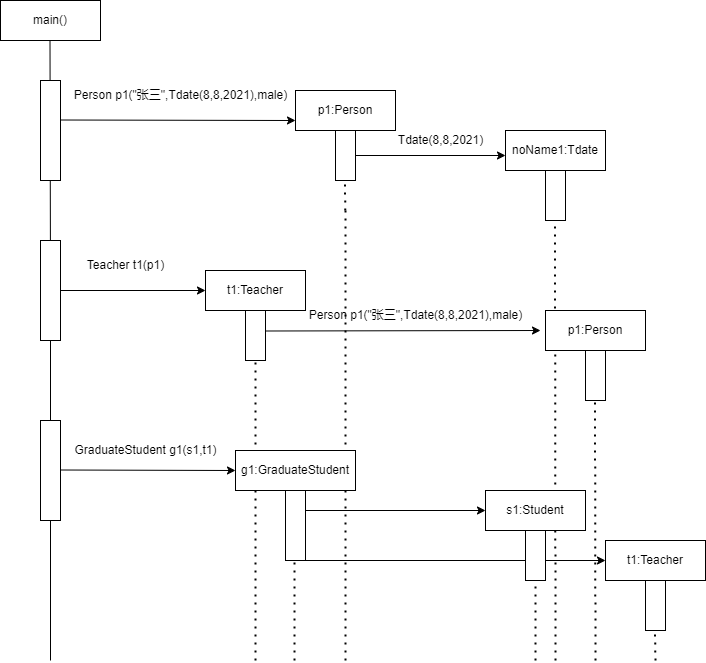 main()
Person p1("张三",Tdate(8,8,2021),male)
p1:Person
Tdate(8,8,2021)
noName1:Tdate
Teacher t1(p1)
t1:Teacher
Person p1("张三",Tdate(8,8,2021),male)
p1:Person
GraduateStudent g1(s1,t1)
g1:GraduateStudent
s1:Student
t1:Teacher